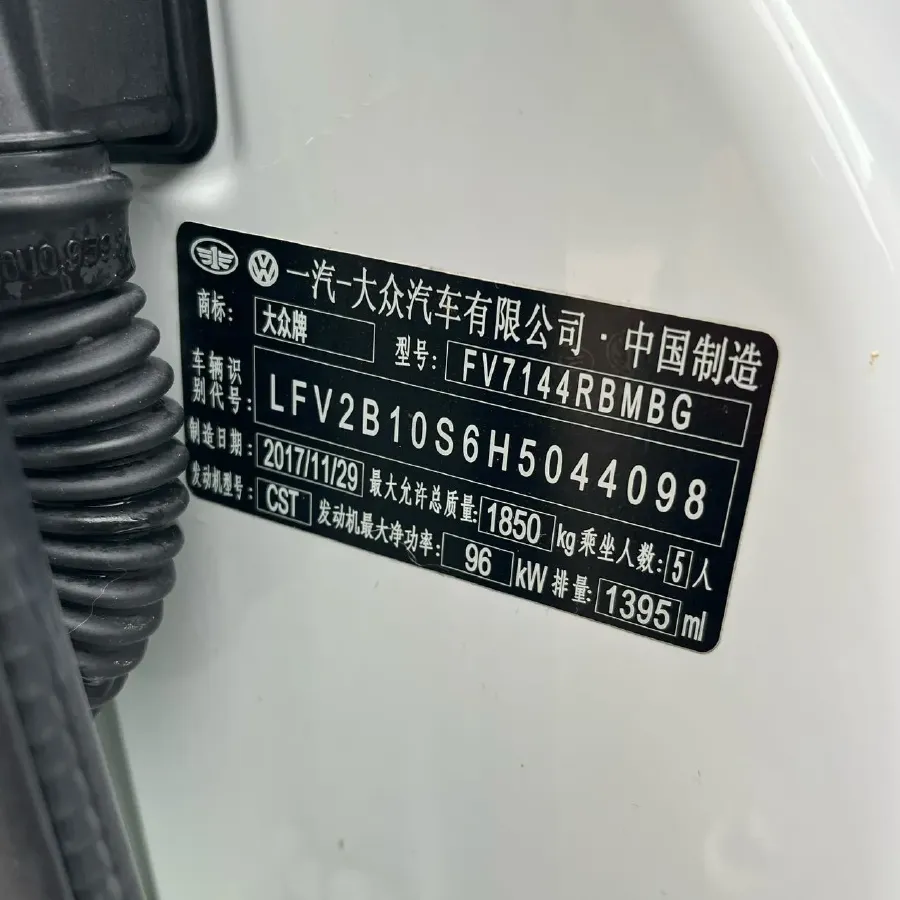 一汽-大众汽车有限公司·中国制造
商标: 大众牌 型号: FV7144RBMBG
车辆识别代号: LFV2B10S6H5044098
制造日期: 2017/11/29 最大允许总质量: 1850 kg 乘坐人数: 5 人
发动机型号: CST 发动机最大净功率: 96 kW 排量: 1395 ml